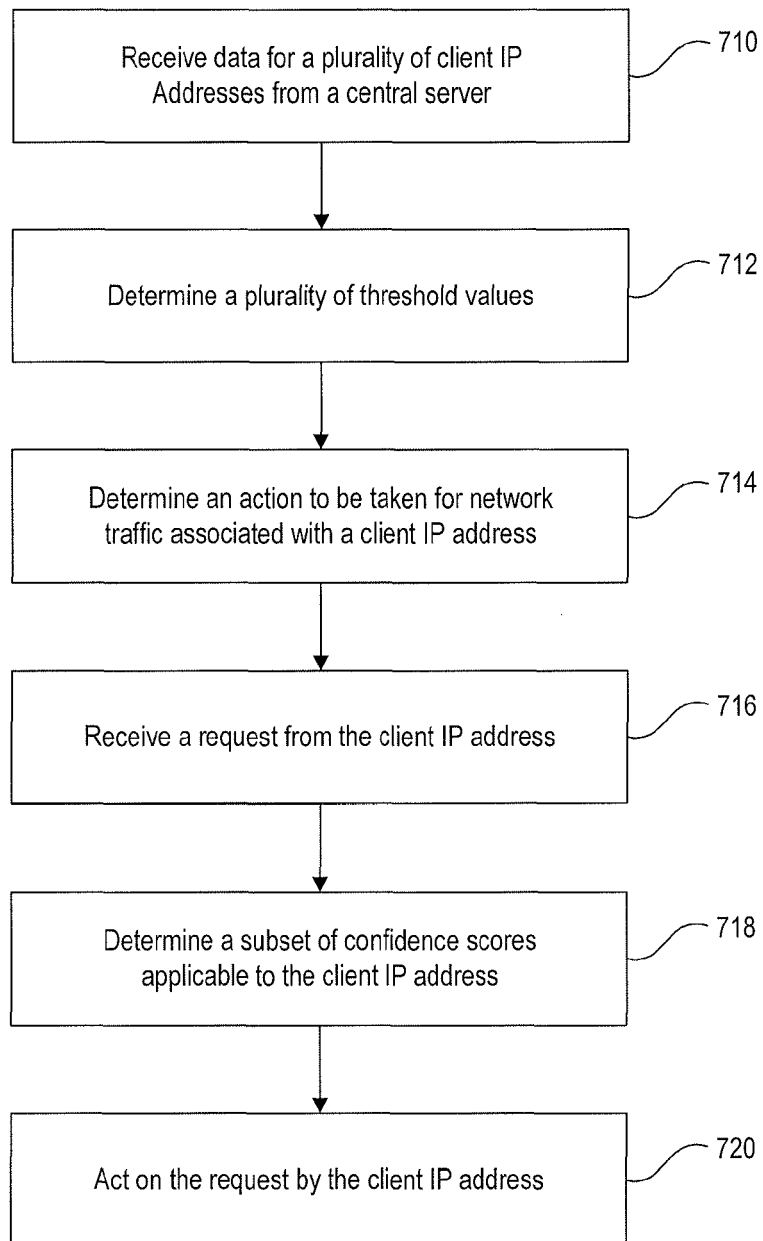 Receive data for a plurality of client IP
Addresses from a central server
710
Determine a plurality of threshold values
712
Determine an action to be taken for network
traffic associated with a client IP address
714
Receive a request from the client IP address
716
Determine a subset of confidence scores
applicable to the client IP address
718
Act on the request by the client IP address
720